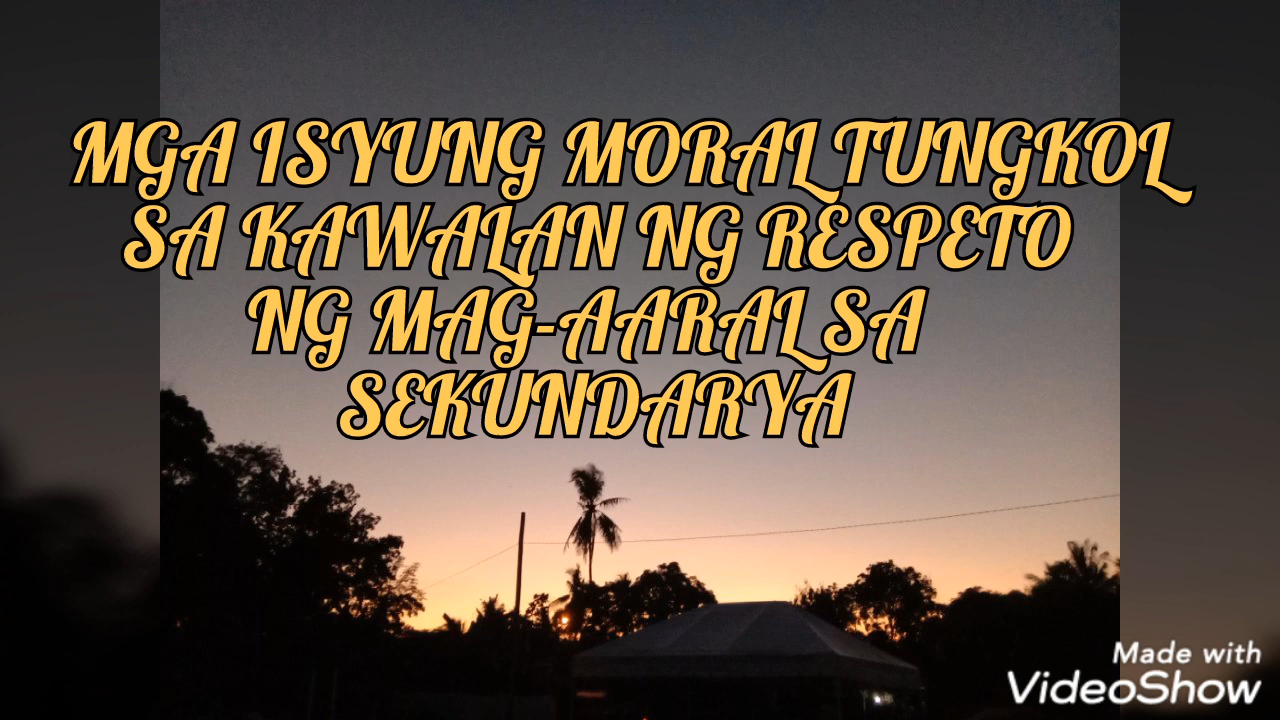 MGA ISYUNG MORAL TUNGKOL
SA KAWALAN NG RESPETO
NG MAG-AARAL SA
SEKUNDARYA
Made with
VideoShow